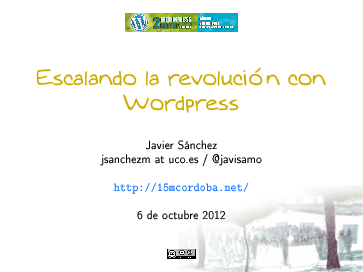 WORDPRESS
Escalando la revolución con
Wordpress
Javier Sánchez
jsanchezm at uco.es / @javisamo
http://15mcordoba.net/
6 de octubre 2012